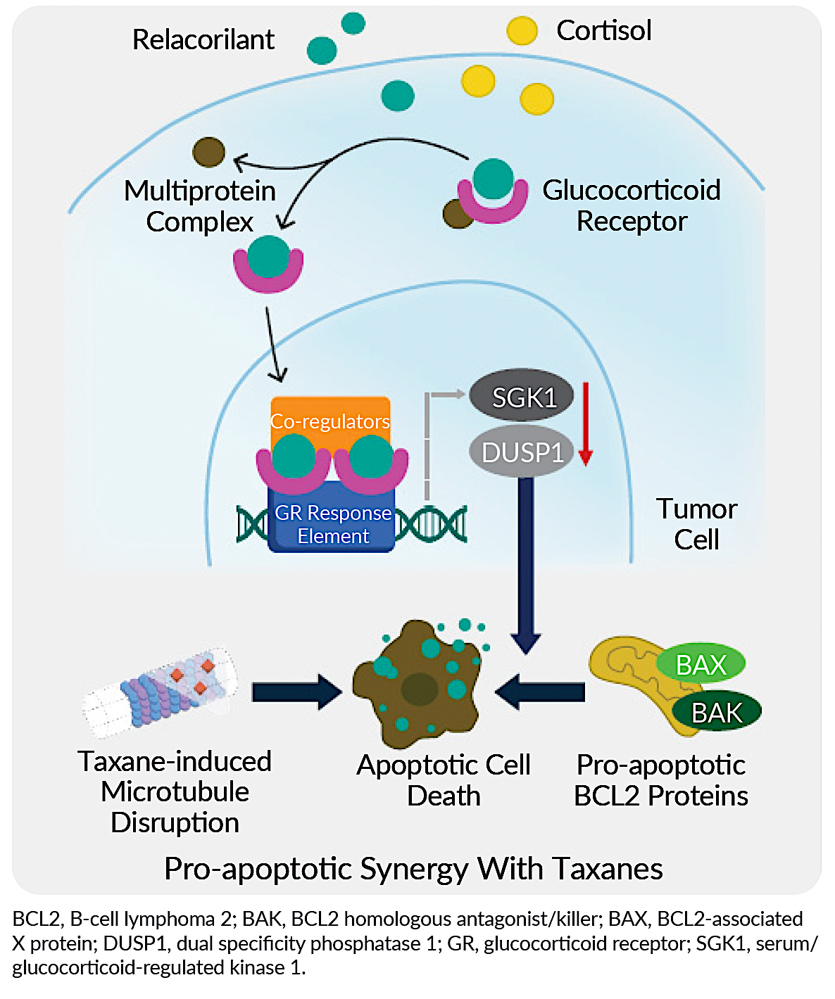 Relacorilant
Cortisol
Multiprotein
Complex
Glucocorticoid
Receptor
Co-regulators
SGK1
DUSP1
GR Response
Element
Tumor
Cell
BAX
BAK
Taxane-induced
Microtubule
Disruption
Apoptotic Cell
Death
Pro-apoptotic
BCL2 Proteins
Pro-apoptotic Synergy With Taxanes
BCL2, B-cell lymphoma 2; BAK, BCL2 homologous antagonist/killer; BAX, BCL2-associated
X protein; DUSP1, dual specificity phosphatase 1; GR, glucocorticoid receptor; SGK1, serum/
glucocorticoid-regulated kinase 1.